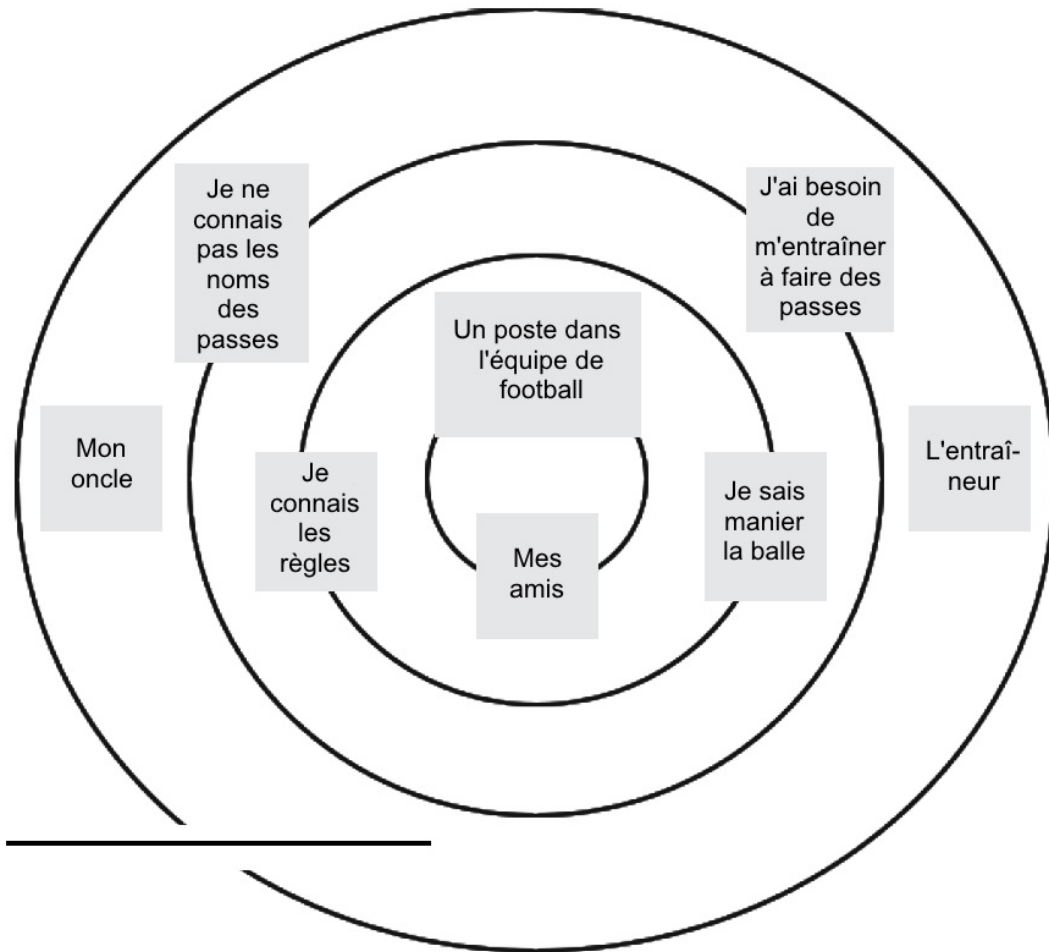 Je ne
connais
pas les
noms
des
passes
J'ai besoin
de
m'entraîner
à faire des
passes
Un poste dans
l'équipe de
football
Mon
oncle
Je
connais
les
règles
Mes
amis
Je sais
manier
la balle
L'entraî-
neur